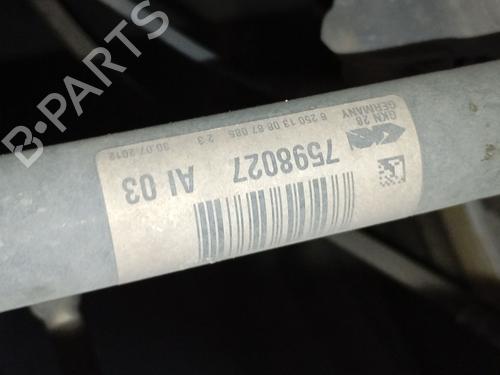 GKN 28
GERMANY
6 250 13 08 67 085 2.3
30.07.2012
7598027
AI 03
B-PARTS